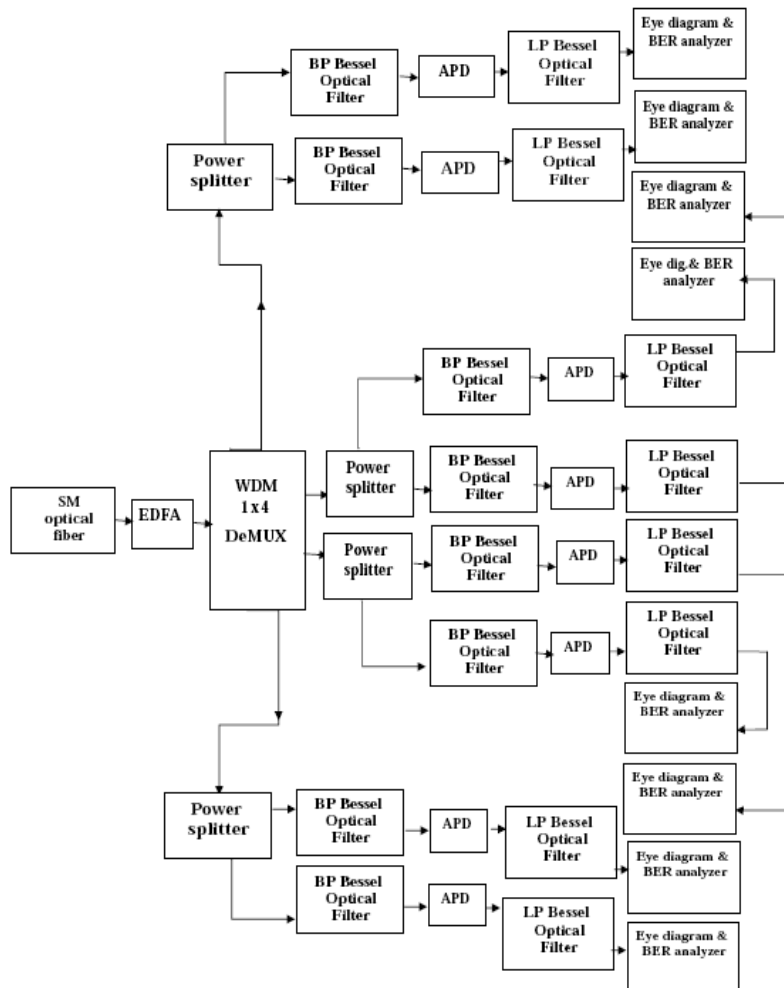 Eye diagram &
BER analyzer
BP Bessel
Optical
Filter
APD
LP Bessel
Optical
Filter
Eye diagram &
BER analyzer
Power
splitter
BP Bessel
Optical
Filter
APD
LP Bessel
Optical
Filter
Eye diagram &
BER analyzer
Eye dig.& BER
analyzer
BP Bessel
Optical
Filter
APD
LP Bessel
Optical
Filter
SM
optical
fiber
EDFA
WDM
1x4
DeMUX
Power
splitter
BP Bessel
Optical
Filter
APD
LP Bessel
Optical
Filter
Power
splitter
BP Bessel
Optical
Filter
APD
LP Bessel
Optical
Filter
BP Bessel
Optical
Filter
APD
LP Bessel
Optical
Filter
Eye diagram &
BER analyzer
Eye diagram &
BER analyzer
Power
splitter
BP Bessel
Optical
Filter
APD
LP Bessel
Optical
Filter
Eye diagram &
BER analyzer
BP Bessel
Optical
Filter
APD
LP Bessel
Optical
Filter
Eye diagram &
BER analyzer